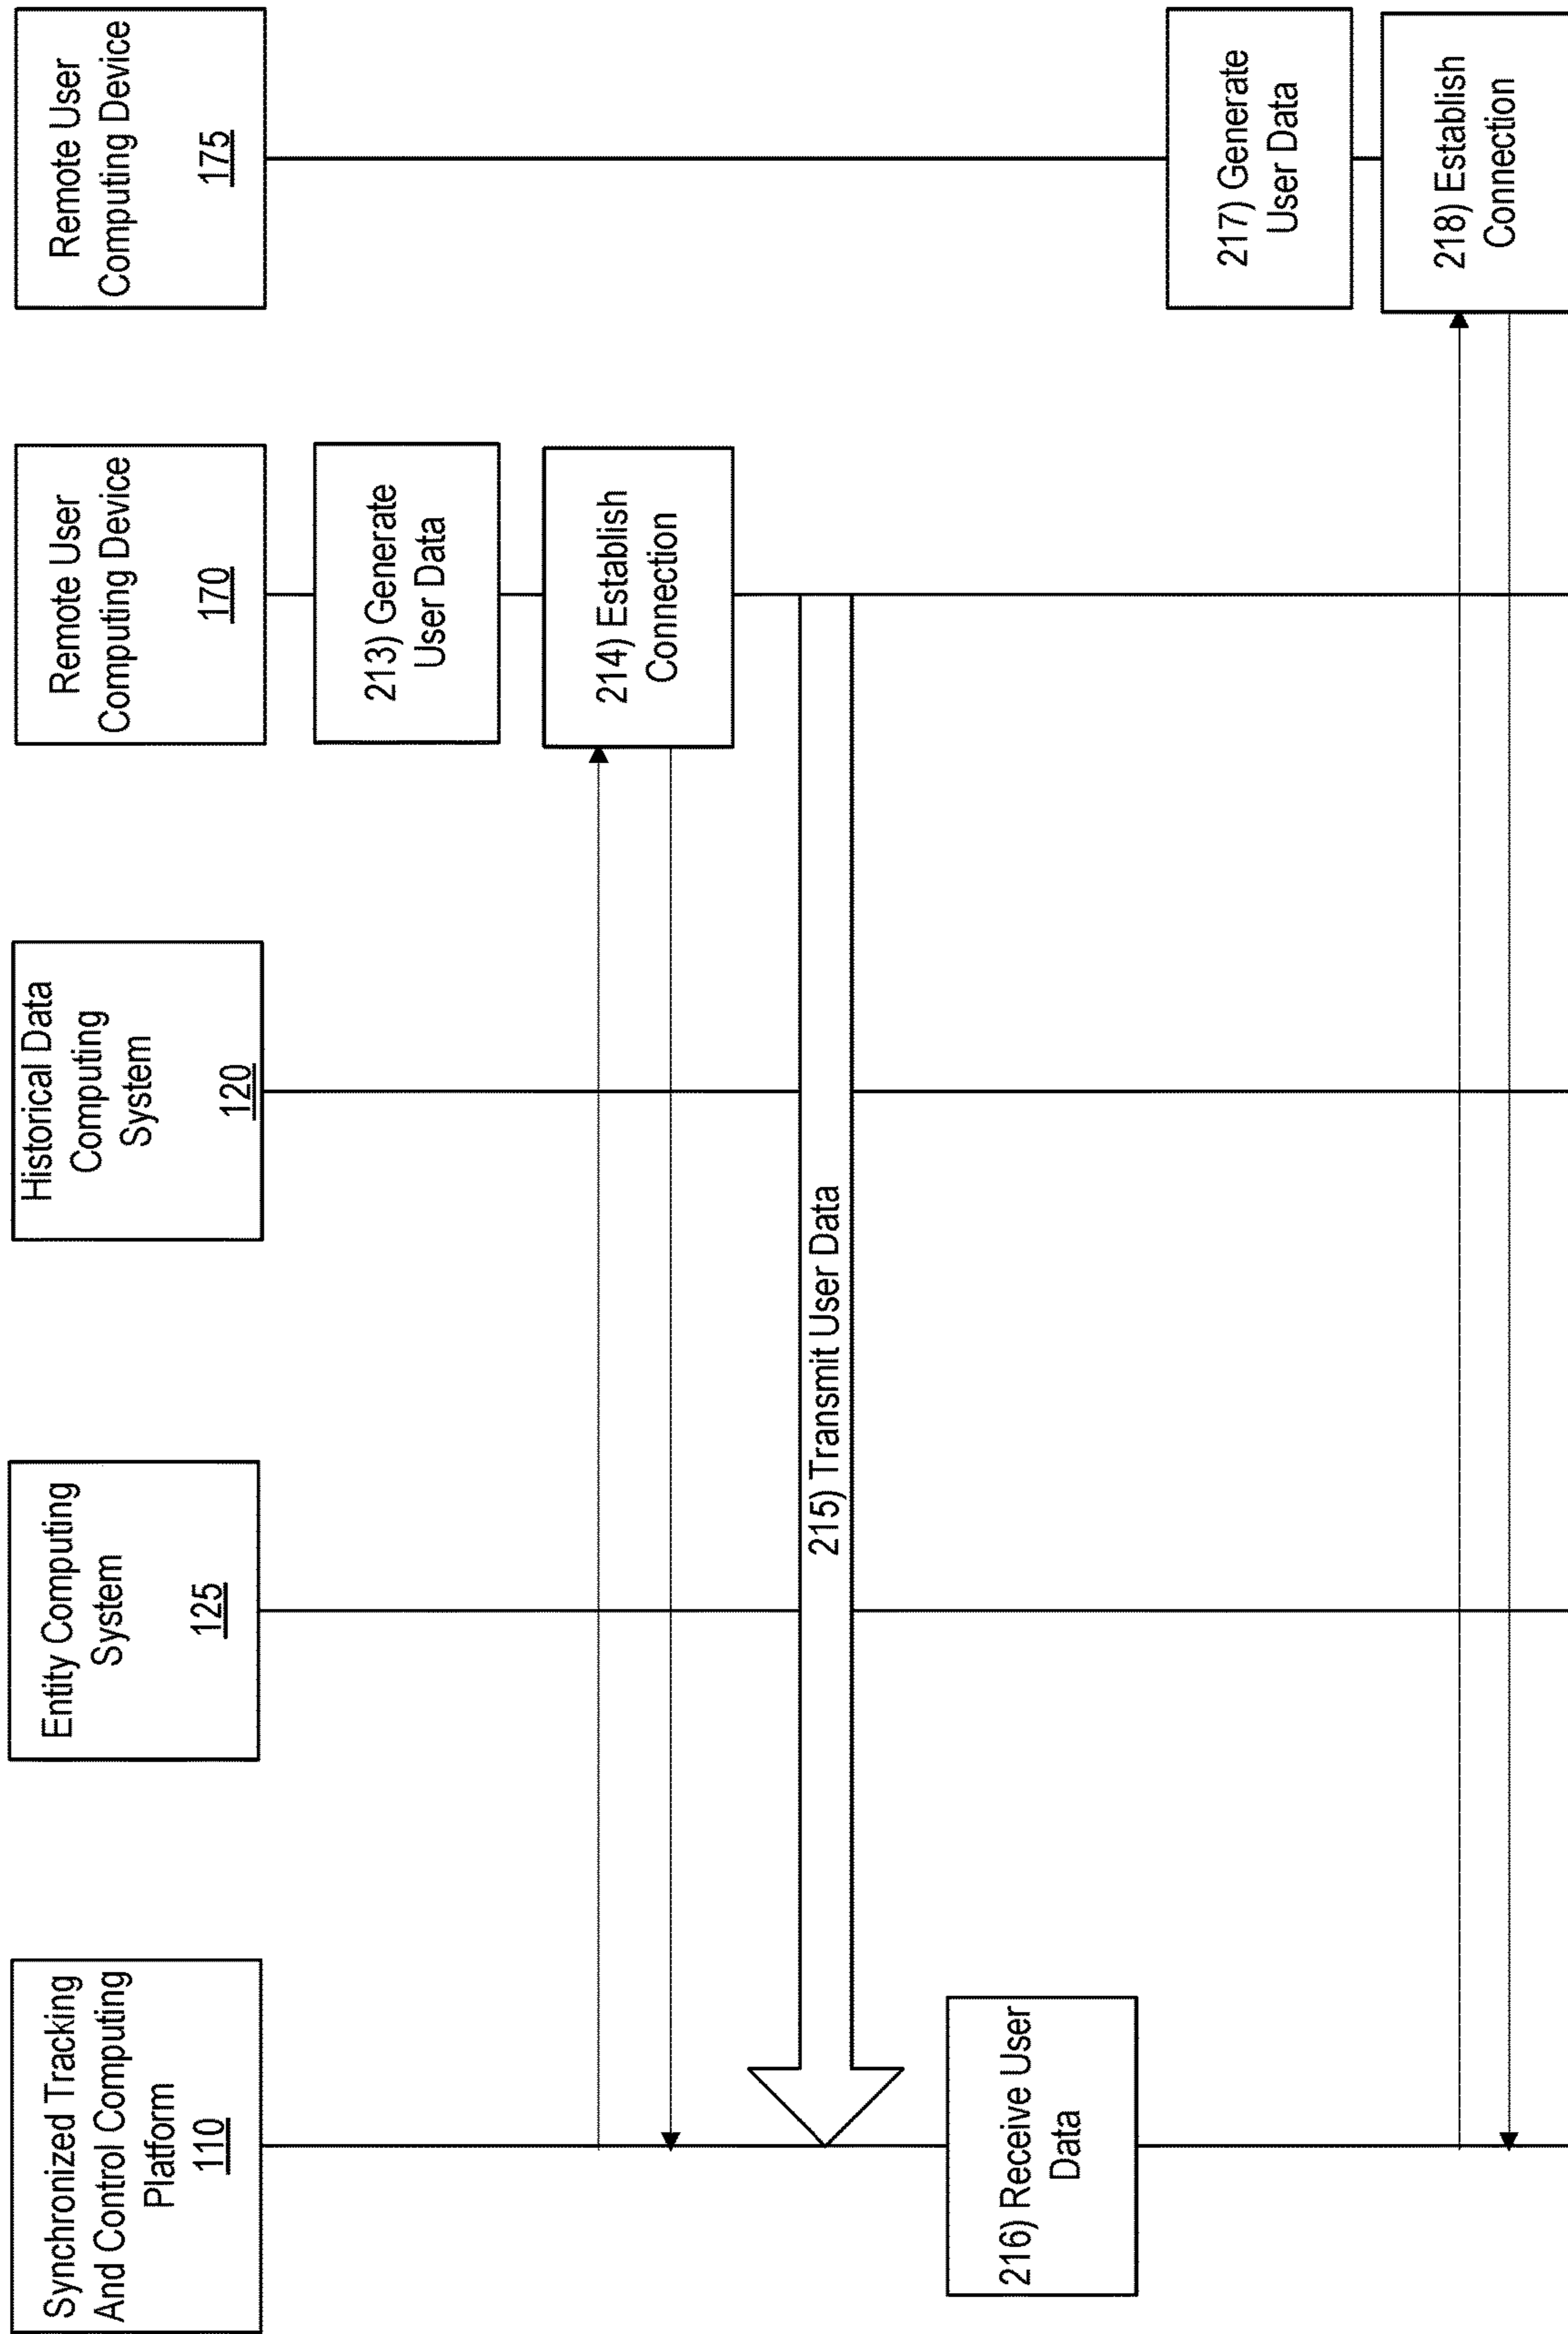 Synchronized Tracking
And Control Computing
Platform
110
Entity Computing
System
125
Historical Data
Computing
System
120
Remote User
Computing Device
170
Remote User
Computing Device
175
213) Generate
User Data
214) Establish
Connection
215) Transmit User Data
216) Receive User
Data
217) Generate
User Data
218) Establish
Connection